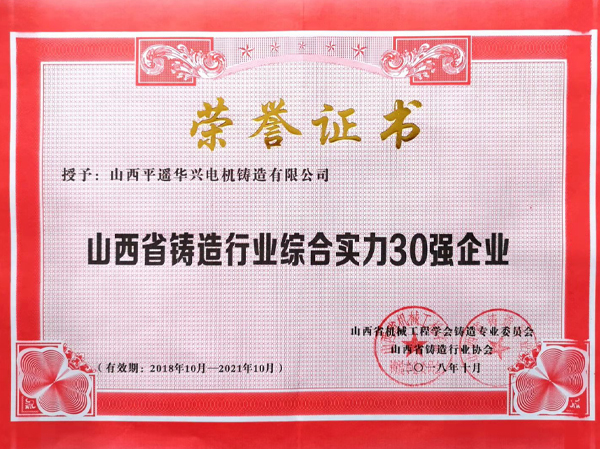 荣誉证书
授予：山西平遥华兴电机铸造有限公司
山西省铸造行业综合实力30强企业
山西省机械工程学会铸造专业委员会
山西省铸造行业协会
（有效期：2018年10月—2021年10月）
二〇一八年十月